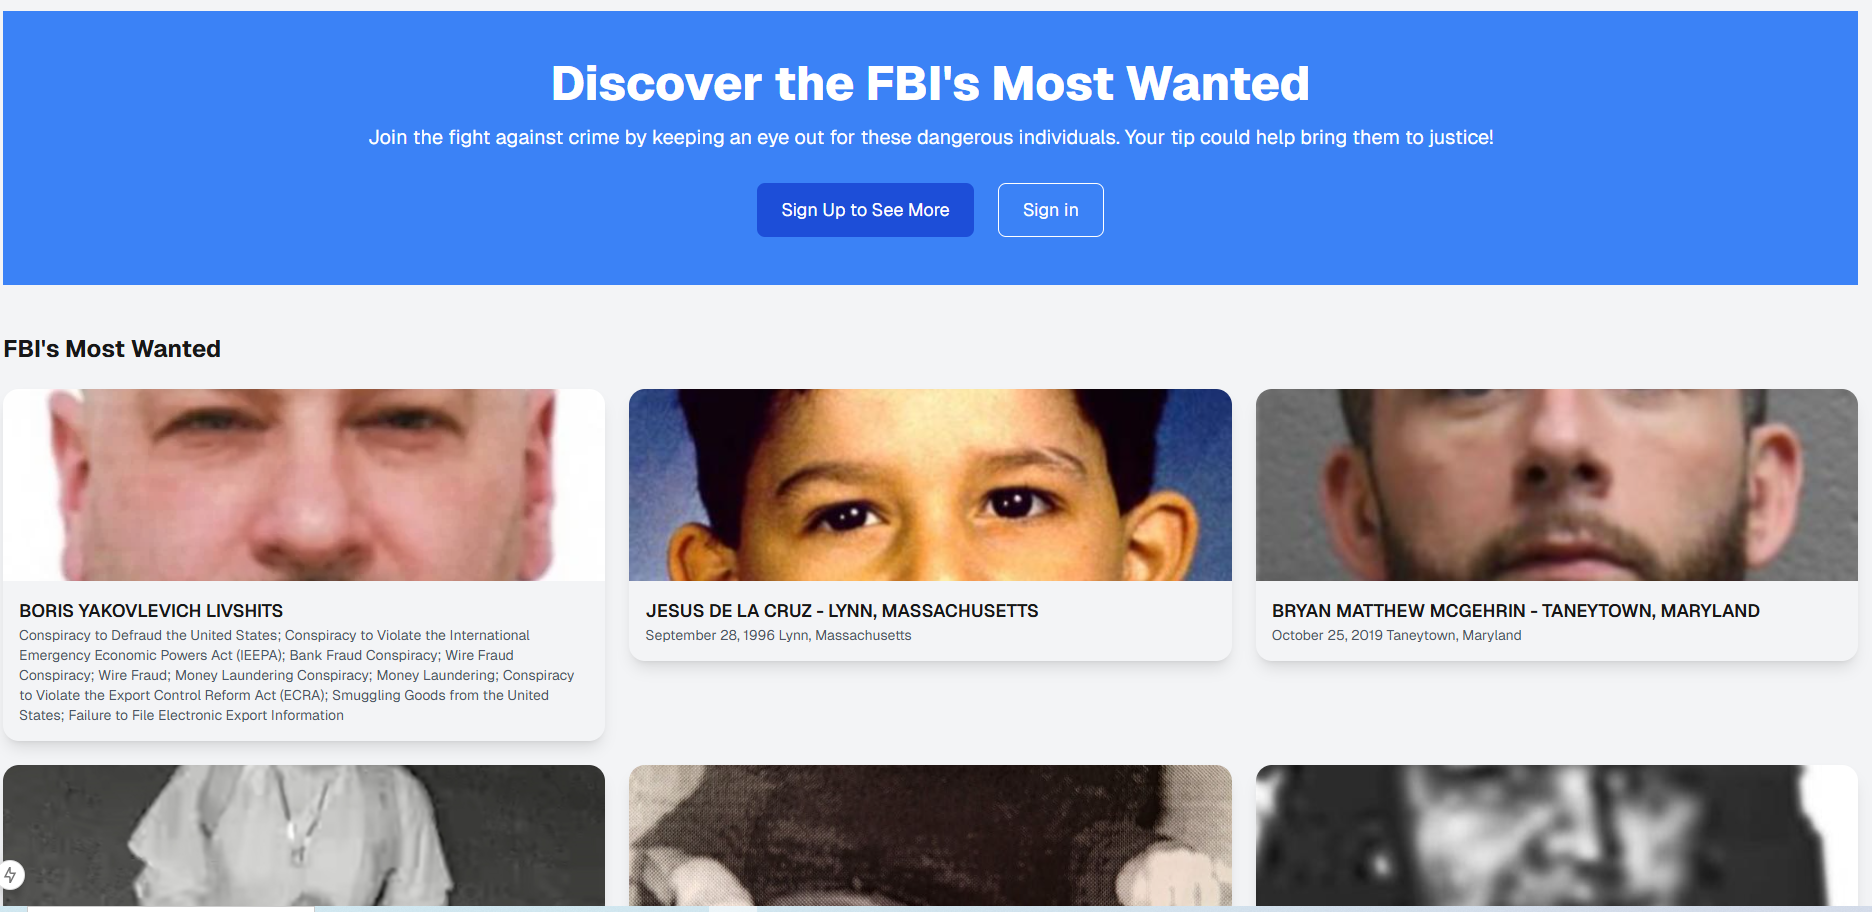 Discover the FBI's Most Wanted
Join the fight against crime by keeping an eye out for these dangerous individuals. Your tip could help bring them to justice!
Sign Up to See More
Sign in
FBI's Most Wanted
BORIS YAKOVLEVICH LIVSHITS
Conspiracy to Defraud the United States; Conspiracy to Violate the International
Emergency Economic Powers Act (IEEPA); Bank Fraud Conspiracy; Wire Fraud
Conspiracy; Wire Fraud; Money Laundering Conspiracy; Money Laundering; Conspiracy
to Violate the Export Control Reform Act (ECRA); Smuggling Goods from the United
States; Failure to File Electronic Export Information
JESUS DE LA CRUZ - LYNN, MASSACHUSETTS
September 28, 1996 Lynn, Massachusetts
BRYAN MATTHEW MCGEHRIN - TANEYTOWN, MARYLAND
October 25, 2019 Taneytown, Maryland